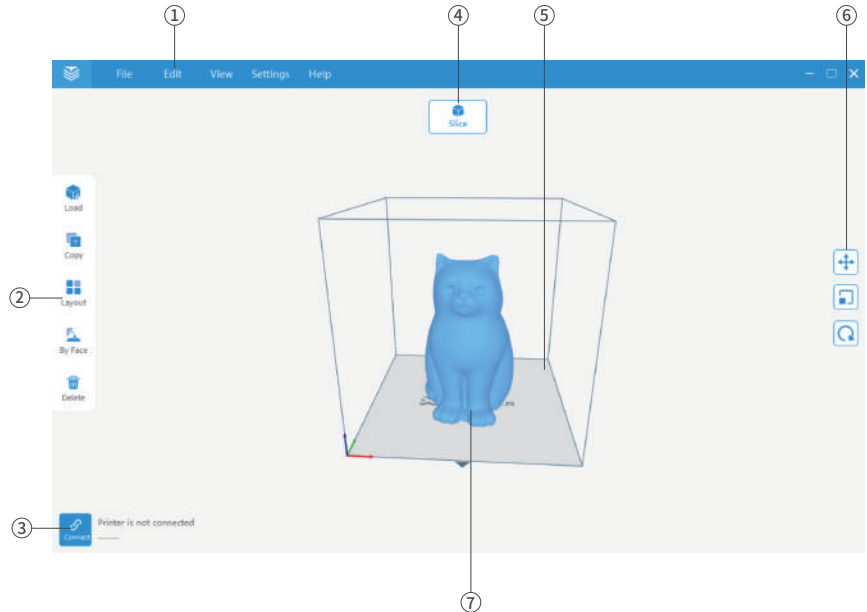 ① ④ ⑤ ⑥
File Edit View Settings Help
Slice
Load
Copy
② Layout
By Face
Delete
③ Connect Printer is not connected
⑦